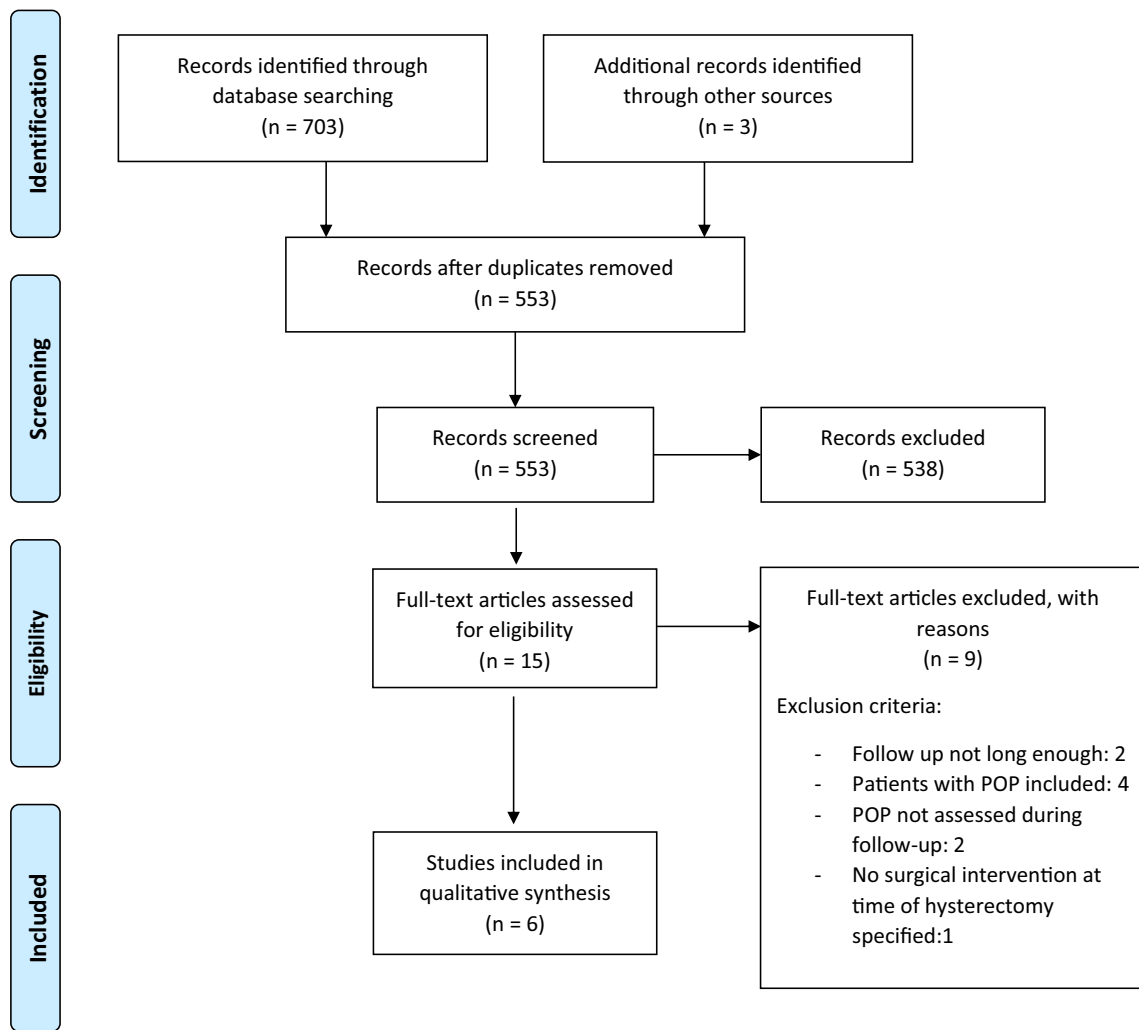 Identification
Records identified through
database searching
(n = 703)
Additional records identified
through other sources
(n = 3)
Records after duplicates removed
(n = 553)
Screening
Records screened
(n = 553)
Records excluded
(n = 538)
Eligibility
Full-text articles assessed
for eligibility
(n = 15)
Full-text articles excluded, with
reasons
(n = 9)
Exclusion criteria:
- Follow up not long enough: 2
- Patients with POP included: 4
- POP not assessed during
follow-up: 2
- No surgical intervention at
time of hysterectomy
specified:1
Included
Studies included in
qualitative synthesis
(n = 6)